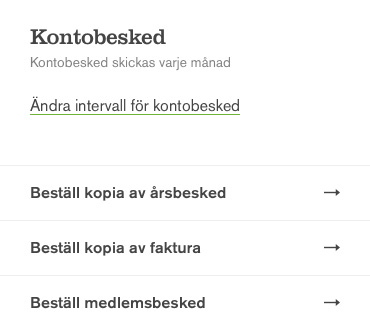 Kontobesked
Kontobesked skickas varje månad
Ändra intervall för kontobesked
Beställ kopia av årsbesked
Beställ kopia av faktura
Beställ medlemsbesked